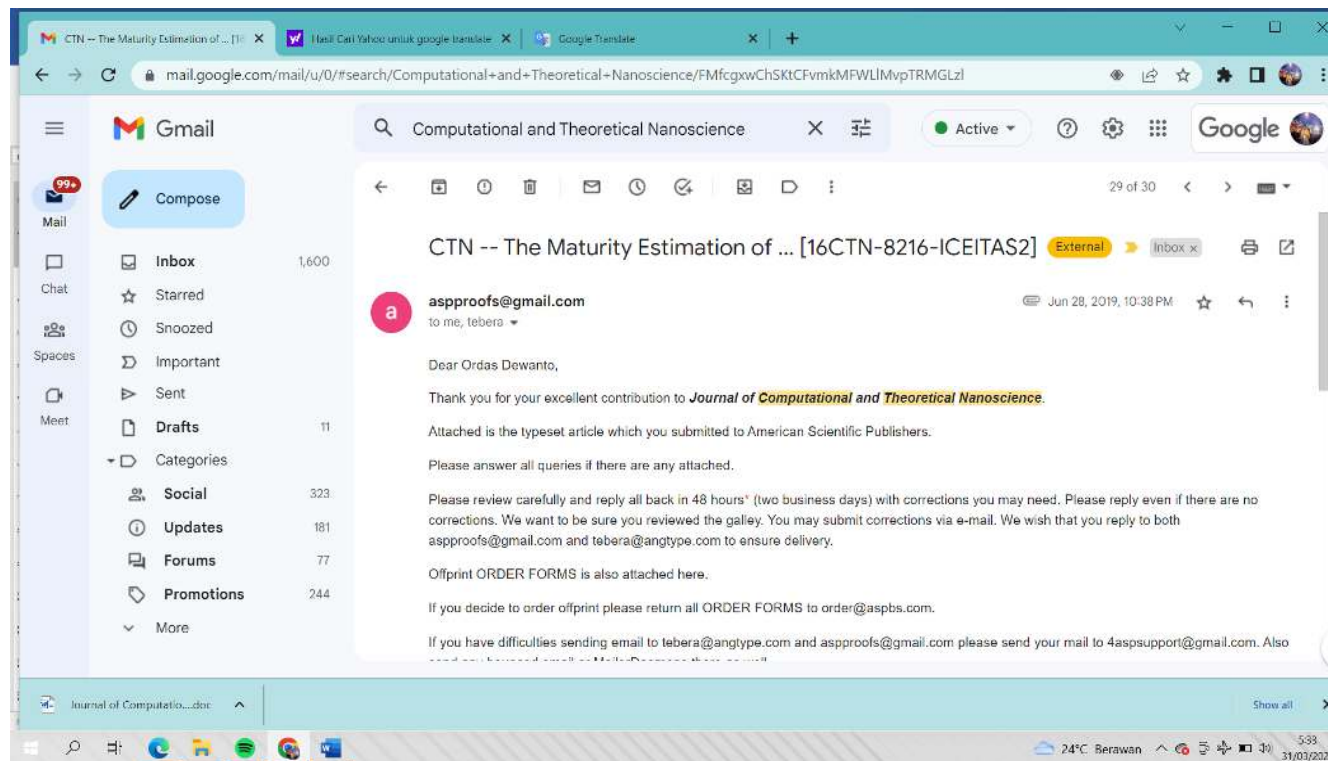 CTN -- The Maturity Estimation of ... [16
Hasil Cari Yahoo untuk google translate
Google Translate
mail.google.com/mail/u/0/#search/Computational+and+Theoretical+Nanoscience/FMfcgxwChSKtCFvmkMFWLlMvpTRMGLzl
Gmail
Computational and Theoretical Nanoscience
Active
Google
99+
Mail
Chat
Spaces
Meet
Compose
Inbox 1,600
Starred
Snoozed
Important
Sent
Drafts 11
Categories
Social 323
Updates 181
Forums 77
Promotions 244
More
29 of 30
CTN -- The Maturity Estimation of ... [16CTN-8216-ICEITAS2] External Inbox x
a
aspproofs@gmail.com Jun 28, 2019, 10:38 PM
to me, tebera
Dear Ordas Dewanto,
Thank you for your excellent contribution to Journal of Computational and Theoretical Nanoscience.
Attached is the typeset article which you submitted to American Scientific Publishers.
Please answer all queries if there are any attached.
Please review carefully and reply all back in 48 hours* (two business days) with corrections you may need. Please reply even if there are no
corrections. We want to be sure you reviewed the galley. You may submit corrections via e-mail. We wish that you reply to both
aspproofs@gmail.com and tebera@angtype.com to ensure delivery.
Offprint ORDER FORMS is also attached here.
If you decide to order offprint please return all ORDER FORMS to order@aspbs.com.
If you have difficulties sending email to tebera@angtype.com and aspproofs@gmail.com please send your mail to 4aspsupport@gmail.com. Also
Journal of Computatio....doc
Show all
24°C Berawan
5:33
31/03/202